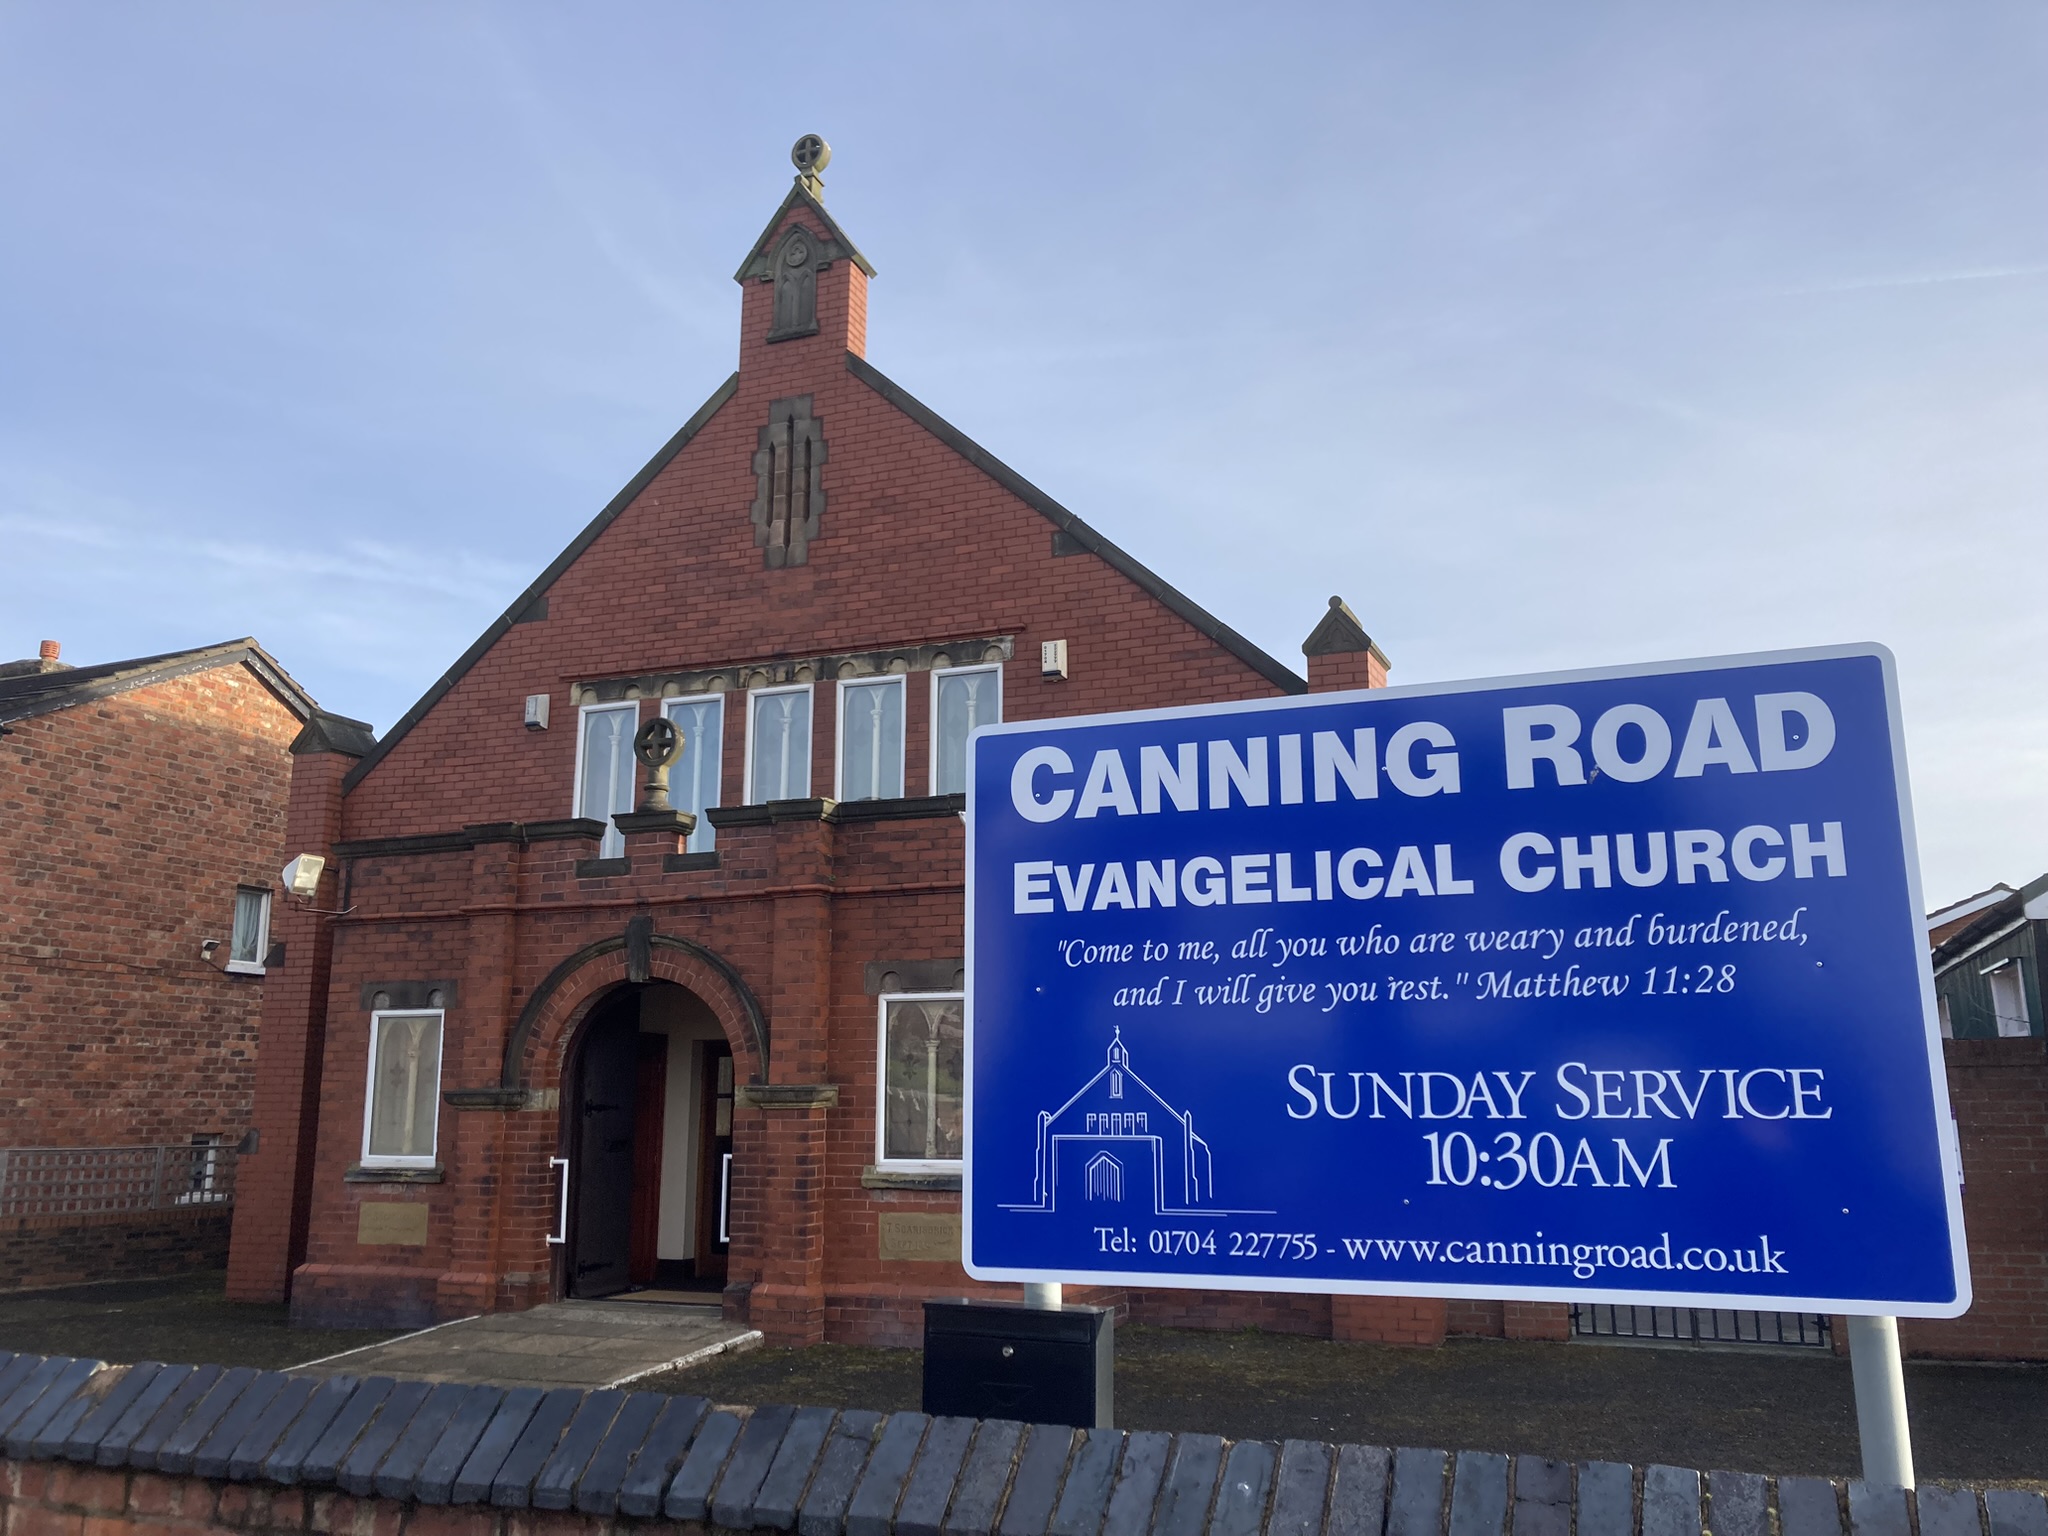 CANNING ROAD
EVANGELICAL CHURCH
"Come to me, all you who are weary and burdened,
and I will give you rest." Matthew 11:28
SUNDAY SERVICE
10:30AM
Tel: 01704 227755 - www.canningroad.co.uk